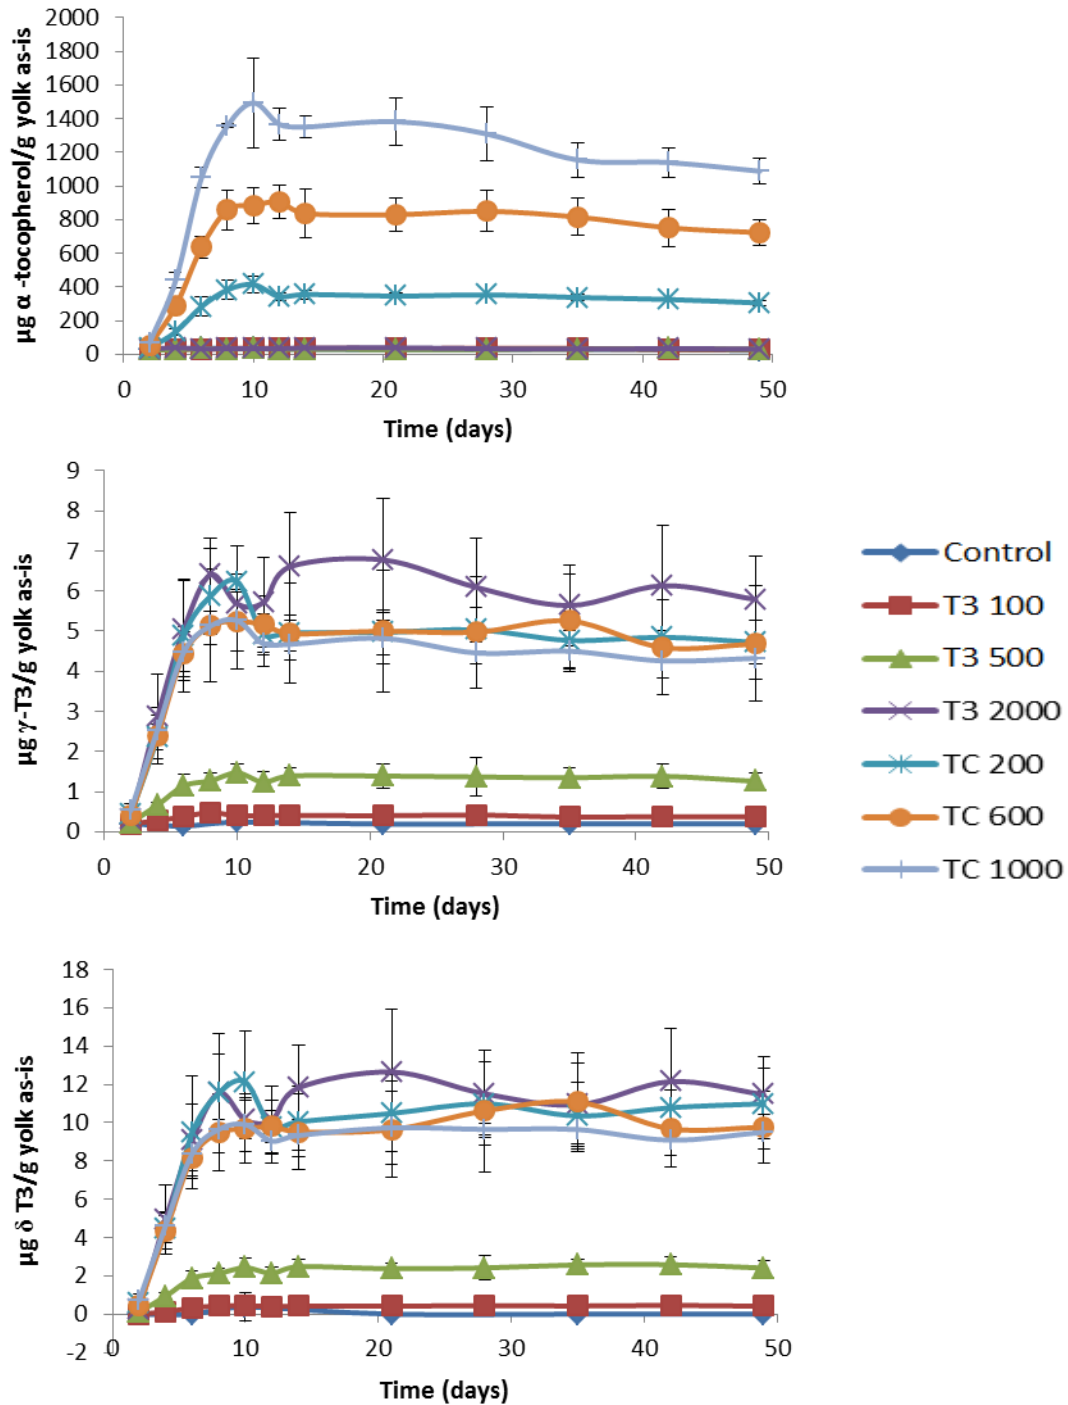 µg α -tocopherol/g yolk as-is
2000
1800
1600
1400
1200
1000
800
600
400
200
0
0 10 20 30 40 50
Time (days)
µg γ-T3/g yolk as-is
9
8
7
6
5
4
3
2
1
0
0 10 20 30 40 50
Time (days)
Control
T3 100
T3 500
T3 2000
TC 200
TC 600
TC 1000
µg δ T3/g yolk as-is
18
16
14
12
10
8
6
4
2
0
-2
0 10 20 30 40 50
Time (days)